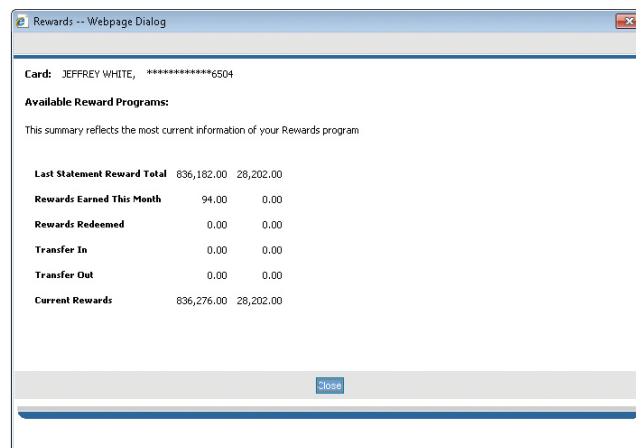 Rewards -- Webpage Dialog
Card: JEFFREY WHITE, ************6504
Available Reward Programs:
This summary reflects the most current information of your Rewards program
Last Statement Reward Total 836,182.00 28,202.00
Rewards Earned This Month 94.00 0.00
Rewards Redeemed 0.00 0.00
Transfer In 0.00 0.00
Transfer Out 0.00 0.00
Current Rewards 836,276.00 28,202.00
Close